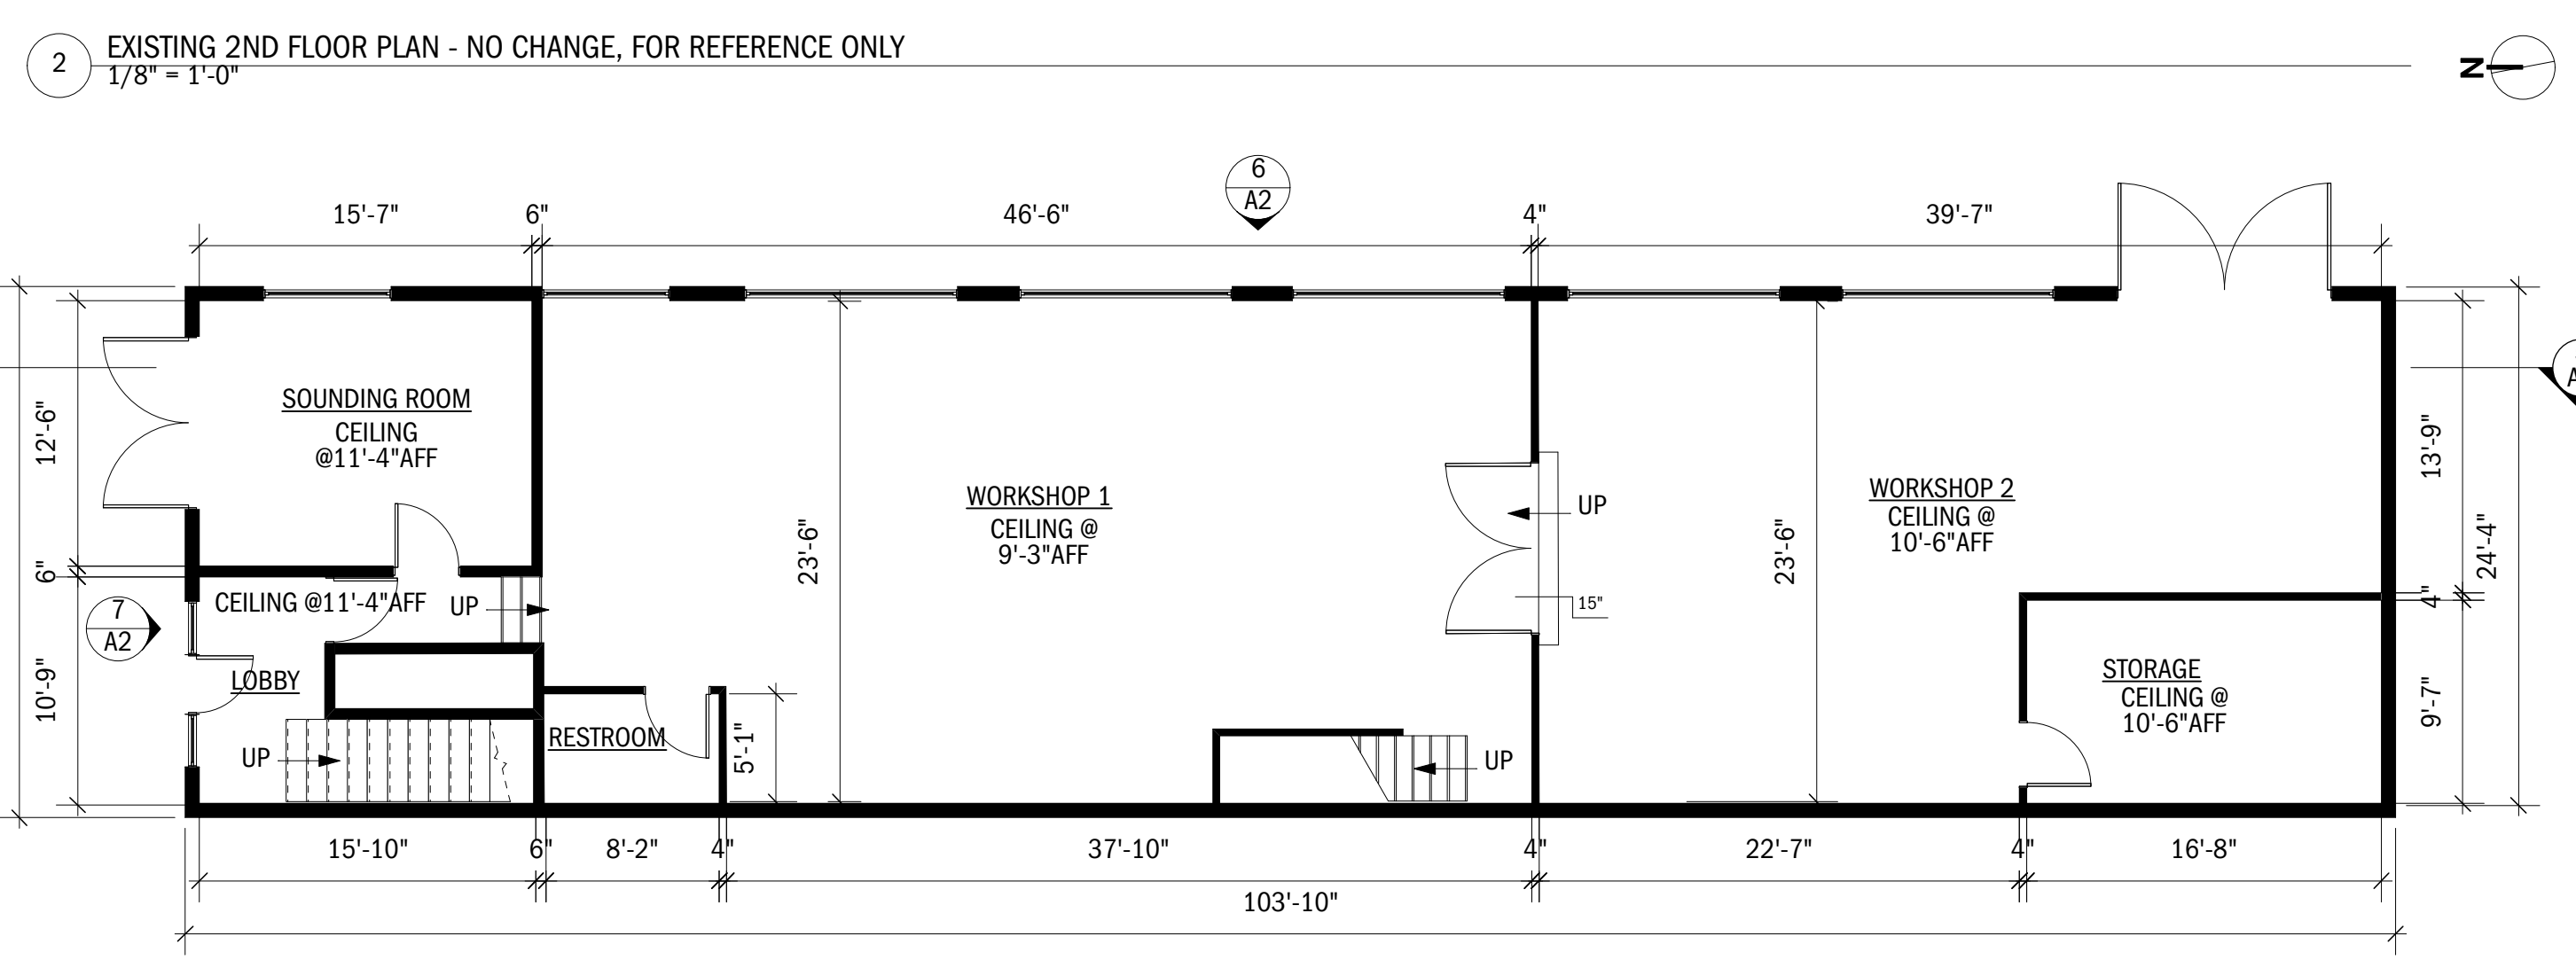 2
EXISTING 2ND FLOOR PLAN - NO CHANGE, FOR REFERENCE ONLY
1/8" = 1'-0"
N
6
A2
15'-7"
6"
46'-6"
4"
39'-7"
12'-6"
6"
10'-9"
SOUNDING ROOM
CEILING
@11'-4"AFF
CEILING @11'-4"AFF
UP
7
A2
LOBBY
UP
RESTROOM
5'-1"
23'-6"
WORKSHOP 1
CEILING @
9'-3"AFF
UP
UP
15"
23'-6"
WORKSHOP 2
CEILING @
10'-6"AFF
STORAGE
CEILING @
10'-6"AFF
13'-9"
4"
9'-7"
24'-4"
15'-10"
6"
8'-2"
4"
37'-10"
4"
22'-7"
4"
16'-8"
103'-10"